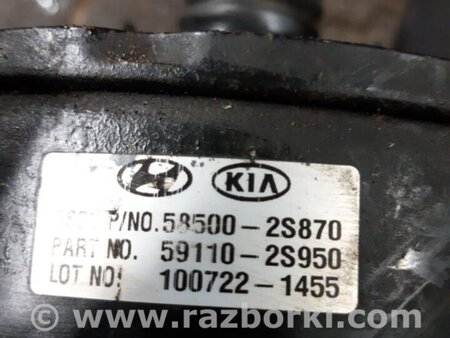 KIA
P/NO. 58500-2S870
PART NO. 59110-2S950
LOT NO: 100722-1455
© www.razborki.com